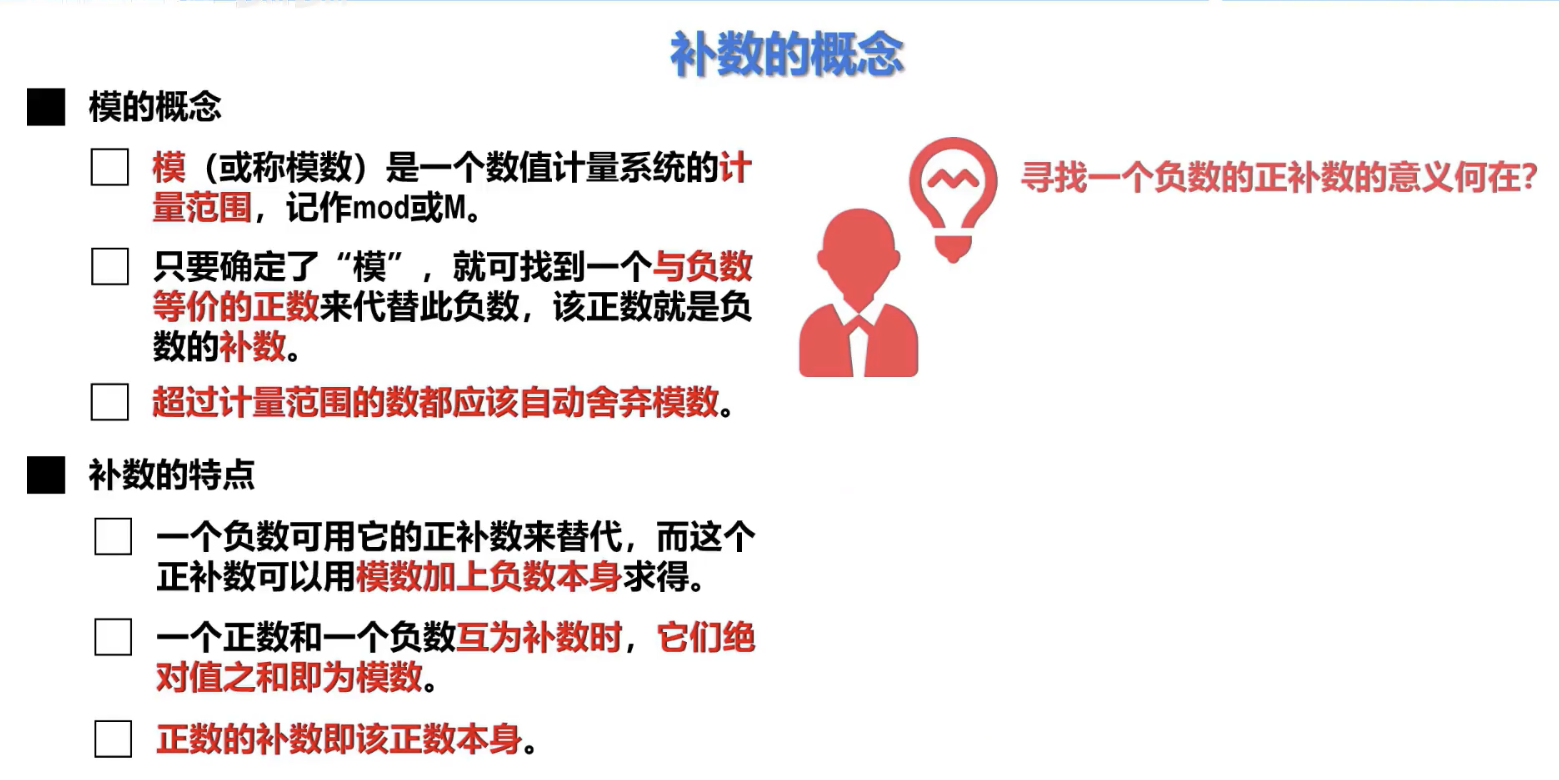 补数的概念
模的概念
模（或称模数）是一个数值计量系统的计
量范围，记作mod或M。
只要确定了“模”，就可找到一个与负数
等价的正数来代替此负数，该正数就是负
数的补数。
超过计量范围的数都应该自动舍弃模数。
补数的特点
一个负数可用它的正补数来替代，而这个
正补数可以用模数加上负数本身求得。
一个正数和一个负数互为补数时，它们绝
对值之和即为模数。
正数的补数即该正数本身。
寻找一个负数的正补数的意义何在？